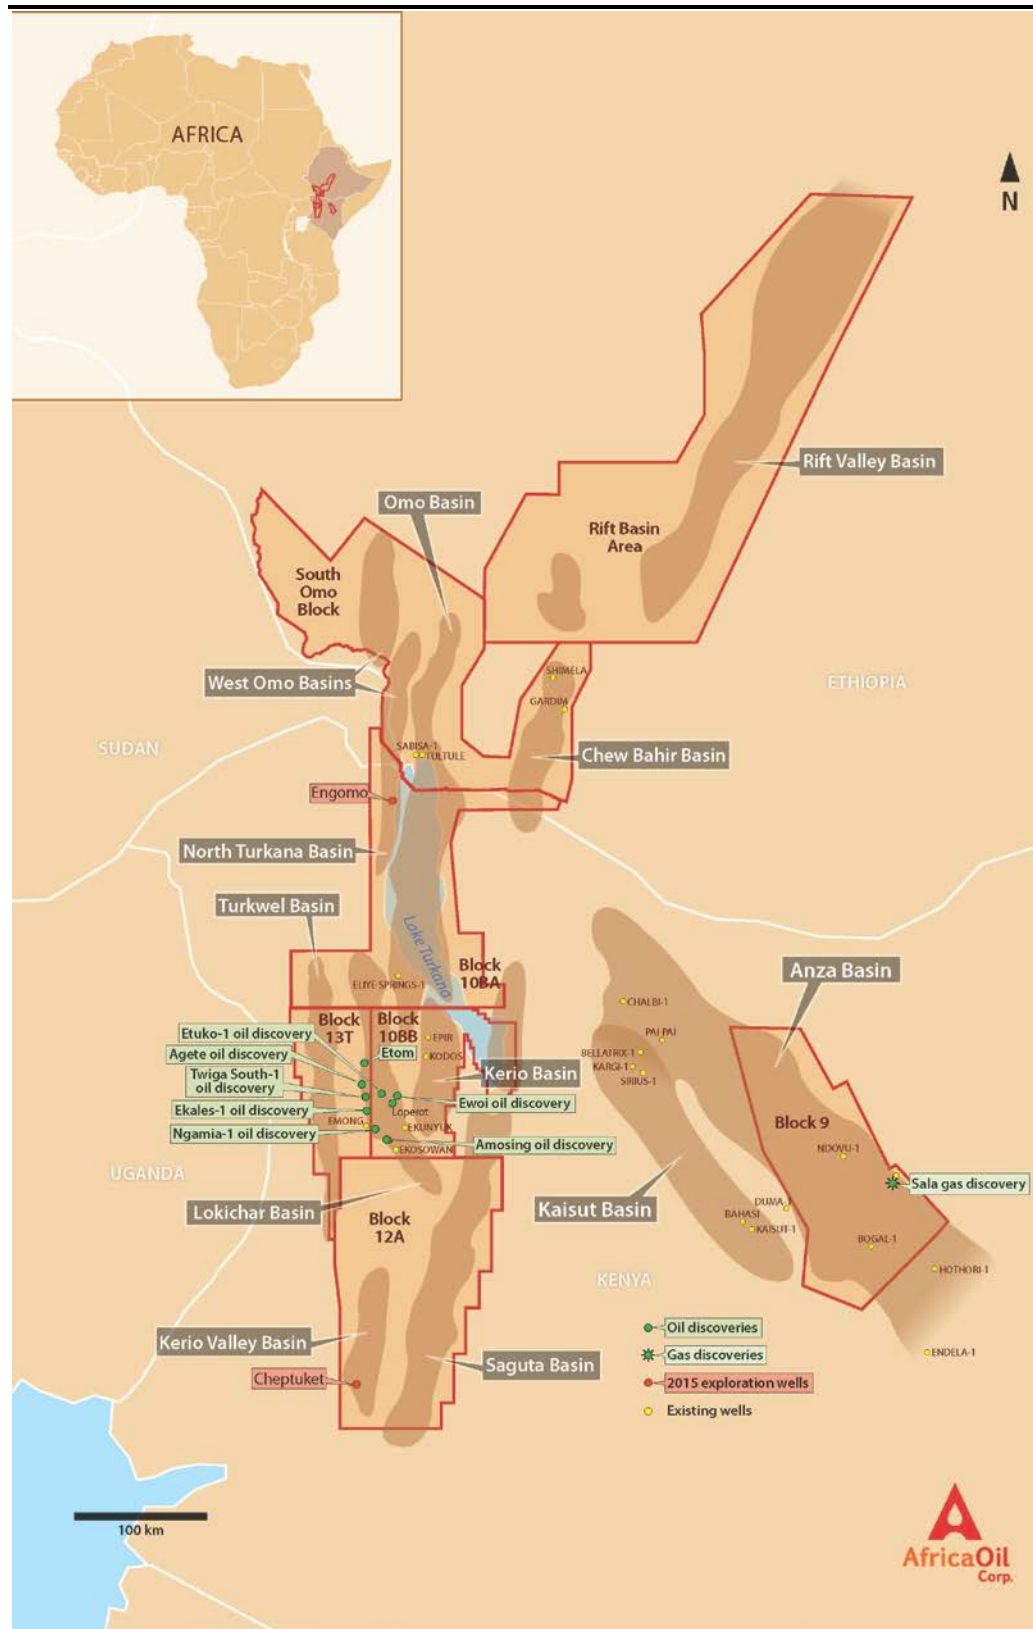 AFRICA
N
Rift Valley Basin
Omo Basin
Rift Basin
Area
South
Omo
Block
West Omo Basins
SHIMELA
GARDIM
ETHIOPIA
SUDAN
SABISA-1
TULTULE
Chew Bahir Basin
Engomo
North Turkana Basin
Turkwel Basin
Lake Turkana
Block
10BA
ELIYE SPRINGS-1
Anza Basin
CHALBI-1
PAI PAI
BELLATRIX-1
KARGI-1
SIRIUS-1
Block
13T
Block
10BB
Etuko-1 oil discovery
Agete oil discovery
Twiga South-1
oil discovery
Ekales-1 oil discovery
Ngamia-1 oil discovery
Etom
EPIR
KODOS
Kerio Basin
Ewoi oil discovery
Loperot
EMONG
EKUNYUK
Amosing oil discovery
EKOSOWAN
Block 9
NDOVU-1
Sala gas discovery
UGANDA
Lokichar Basin
Block
12A
Kaisut Basin
DUMA-1
BAHASI
KAISUT-1
BOGAL-1
HOTHORI-1
KENYA
Kerio Valley Basin
Saguta Basin
Cheptuket
ENDELA-1
Oil discoveries
Gas discoveries
2015 exploration wells
Existing wells
100 km
AfricaOil
Corp.